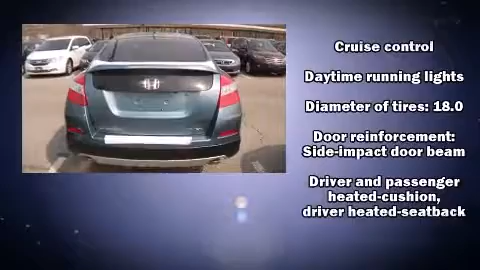 Cruise control
Daytime running lights
Diameter of tires: 18.0
Door reinforcement:
Side-impact door beam
Driver and passenger
heated-cushion,
driver heated-seatback